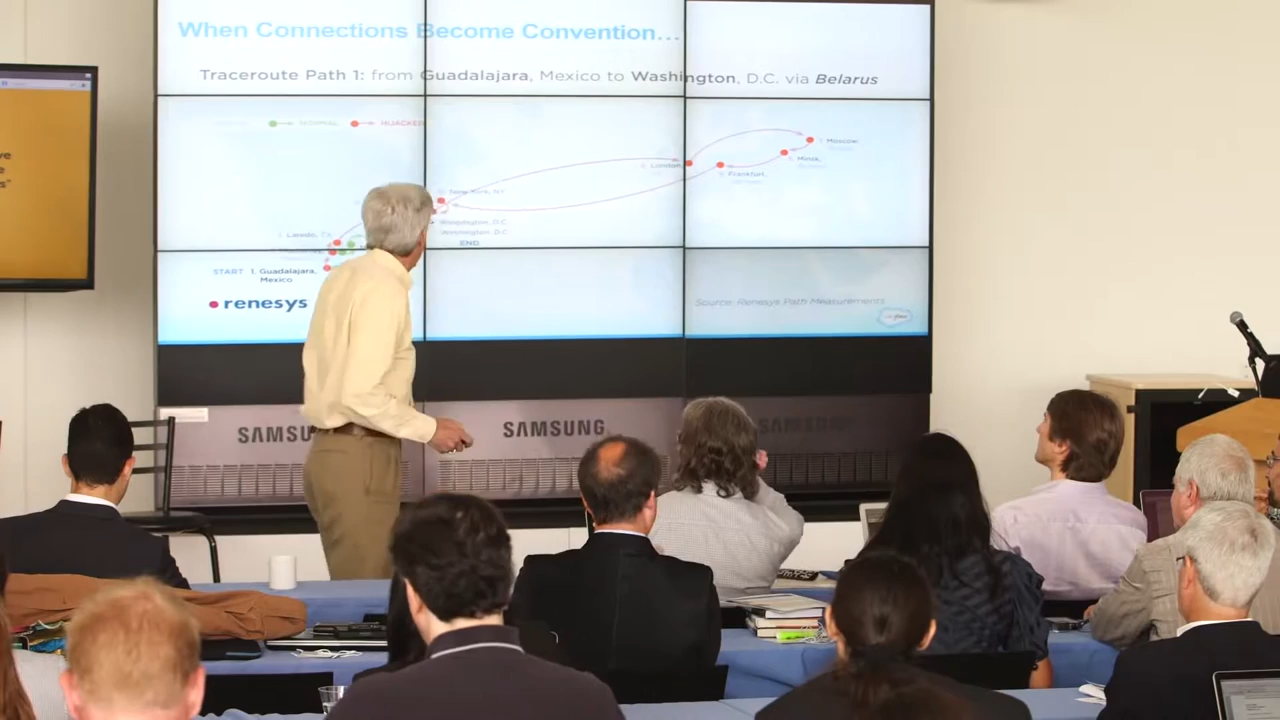 When Connections Become Convention...
Traceroute Path 1: from Guadalajara, Mexico to Washington, D.C. via Belarus
NORMAL
HIJACKED
Moscow,
London,
Minsk,
Frankfurt,
New York, NY
Washington, D.C.
Washington, D.C.
END
Laredo, TX
START 1. Guadalajara,
Mexico
renesys
Source: Renesys Path Measurements
SAMSU
SAMSUNG
SAMSUNG
ve
e
s"